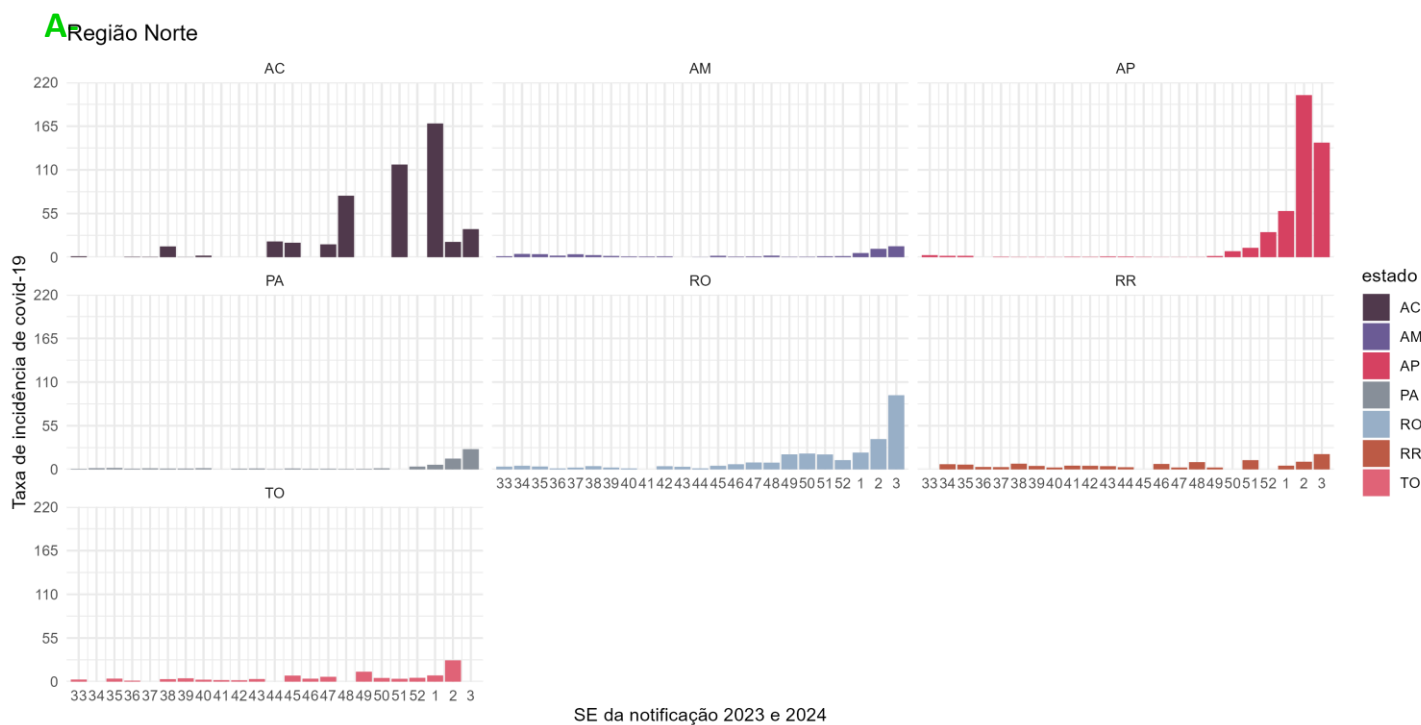 A-Região Norte
AC AM AP
220
165
110
55
0
PA RO RR
220
165
110
55
0
33 34 35 36 37 38 39 40 41 42 43 44 45 46 47 48 49 50 51 52 1 2 3 33 34 35 36 37 38 39 40 41 42 43 44 45 46 47 48 49 50 51 52 1 2 3
TO
220
165
110
55
0
33 34 35 36 37 38 39 40 41 42 43 44 45 46 47 48 49 50 51 52 1 2 3
Taxa de incidência de covid-19
SE da notificação 2023 e 2024
estado
AC
AM
AP
PA
RO
RR
TO